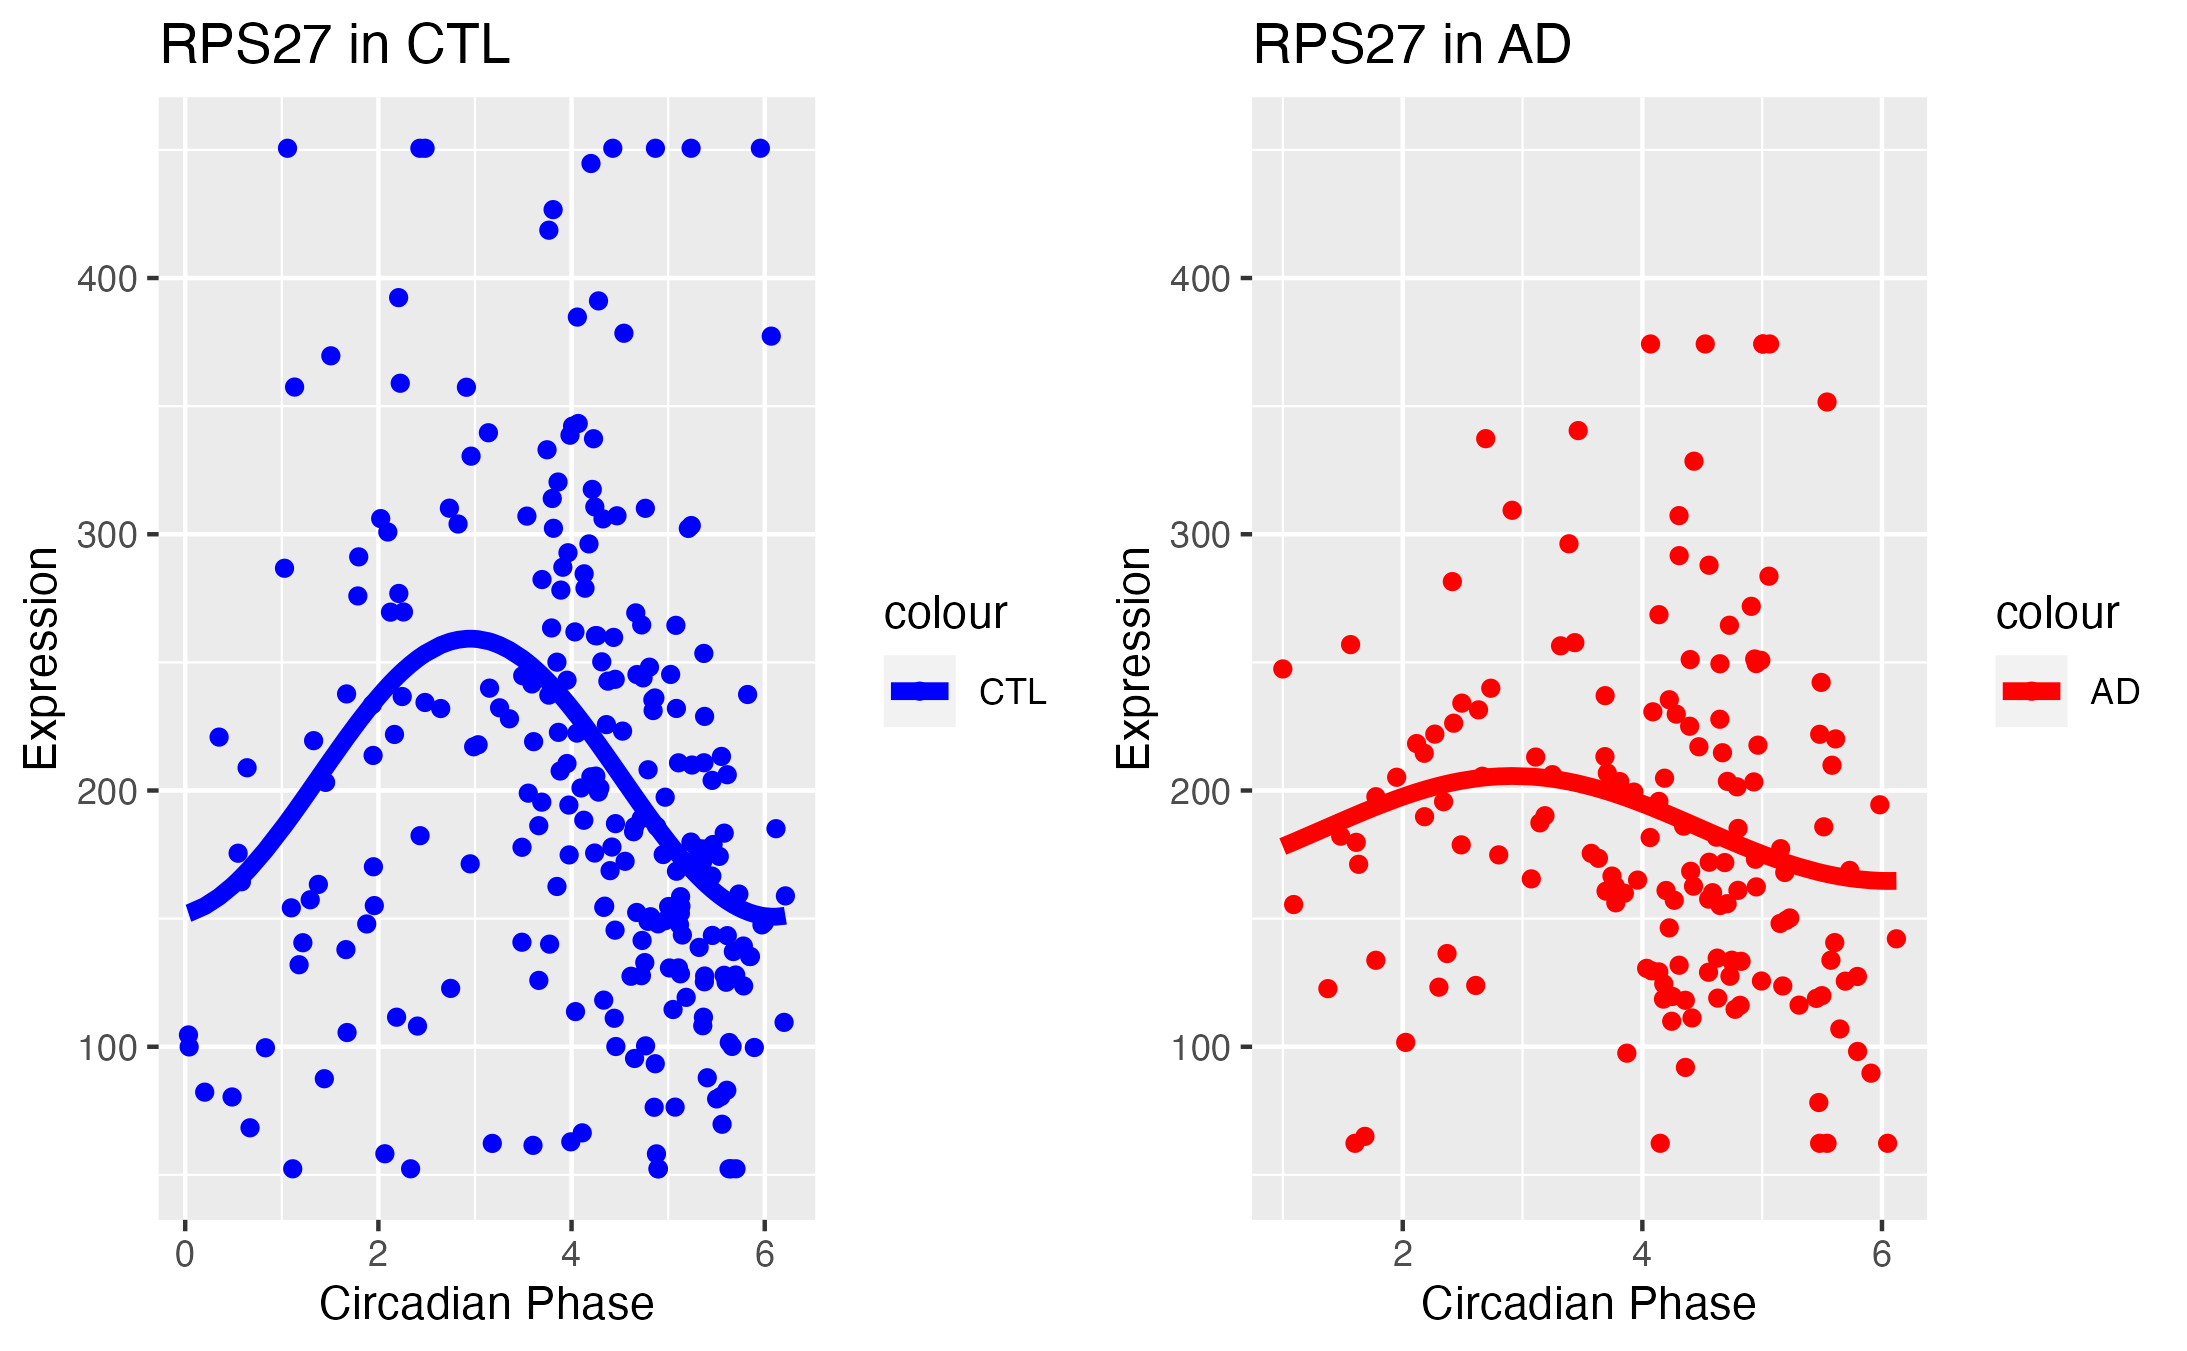 RPS27 in CTL
Expression
400
300
200
100
0 2 4 6
Circadian Phase
colour
CTL
RPS27 in AD
Expression
400
300
200
100
2 4 6
Circadian Phase
colour
AD